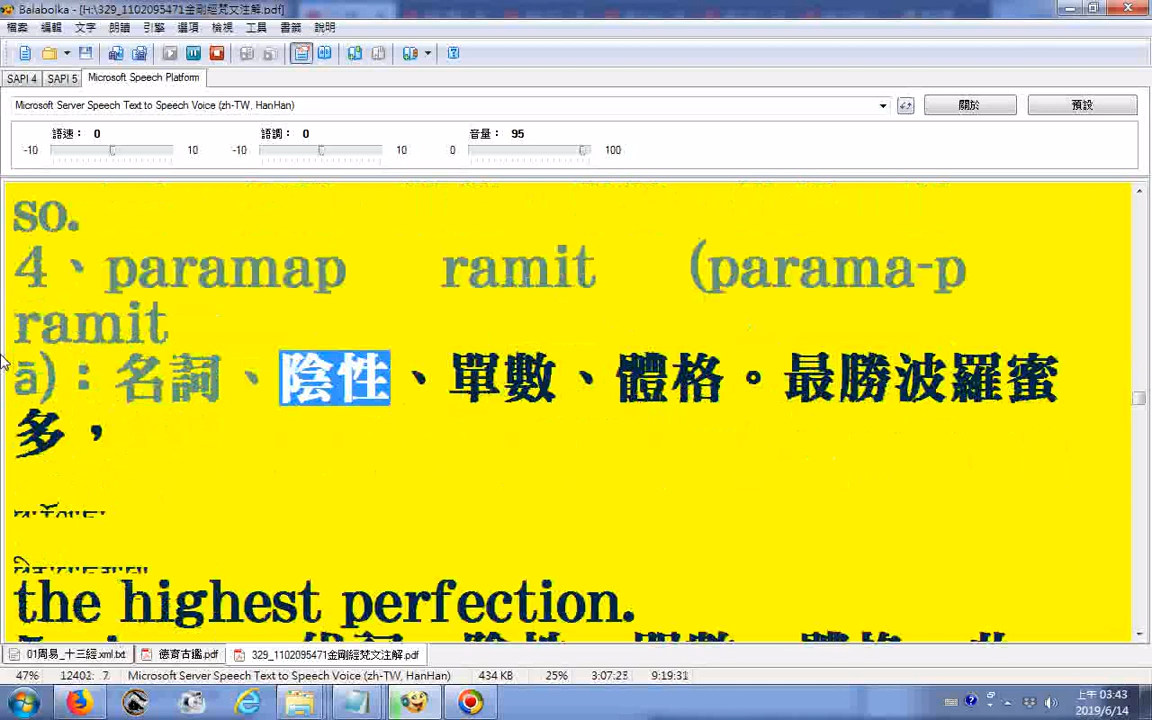 Balabolka - [H:\329_1102095471金剛經梵文注解.pdf]
檔案 編輯 文字 朗讀 引擎 選項 檢視 工具 書籤 說明
SAPI 4 SAPI 5 Microsoft Speech Platform
Microsoft Server Speech Text to Speech Voice (zh-TW, HanHan) 關於 預設
語速： 0 語調： 0 音量： 95
-10 10 -10 10 0 100
so.
4、paramap ramit (parama-p
ramit
ā)：名詞、陰性、單數、體格。最勝波羅蜜
多，
the highest perfection.
01周易_十三經.xml.txt 德育古鑑.pdf 329_1102095471金剛經梵文注解.pdf
47% 12402: 7 Microsoft Server Speech Text to Speech Voice (zh-TW, HanHan) 434 KB 25% 3:07:23 9:19:31
上午 03:43
2019/6/14